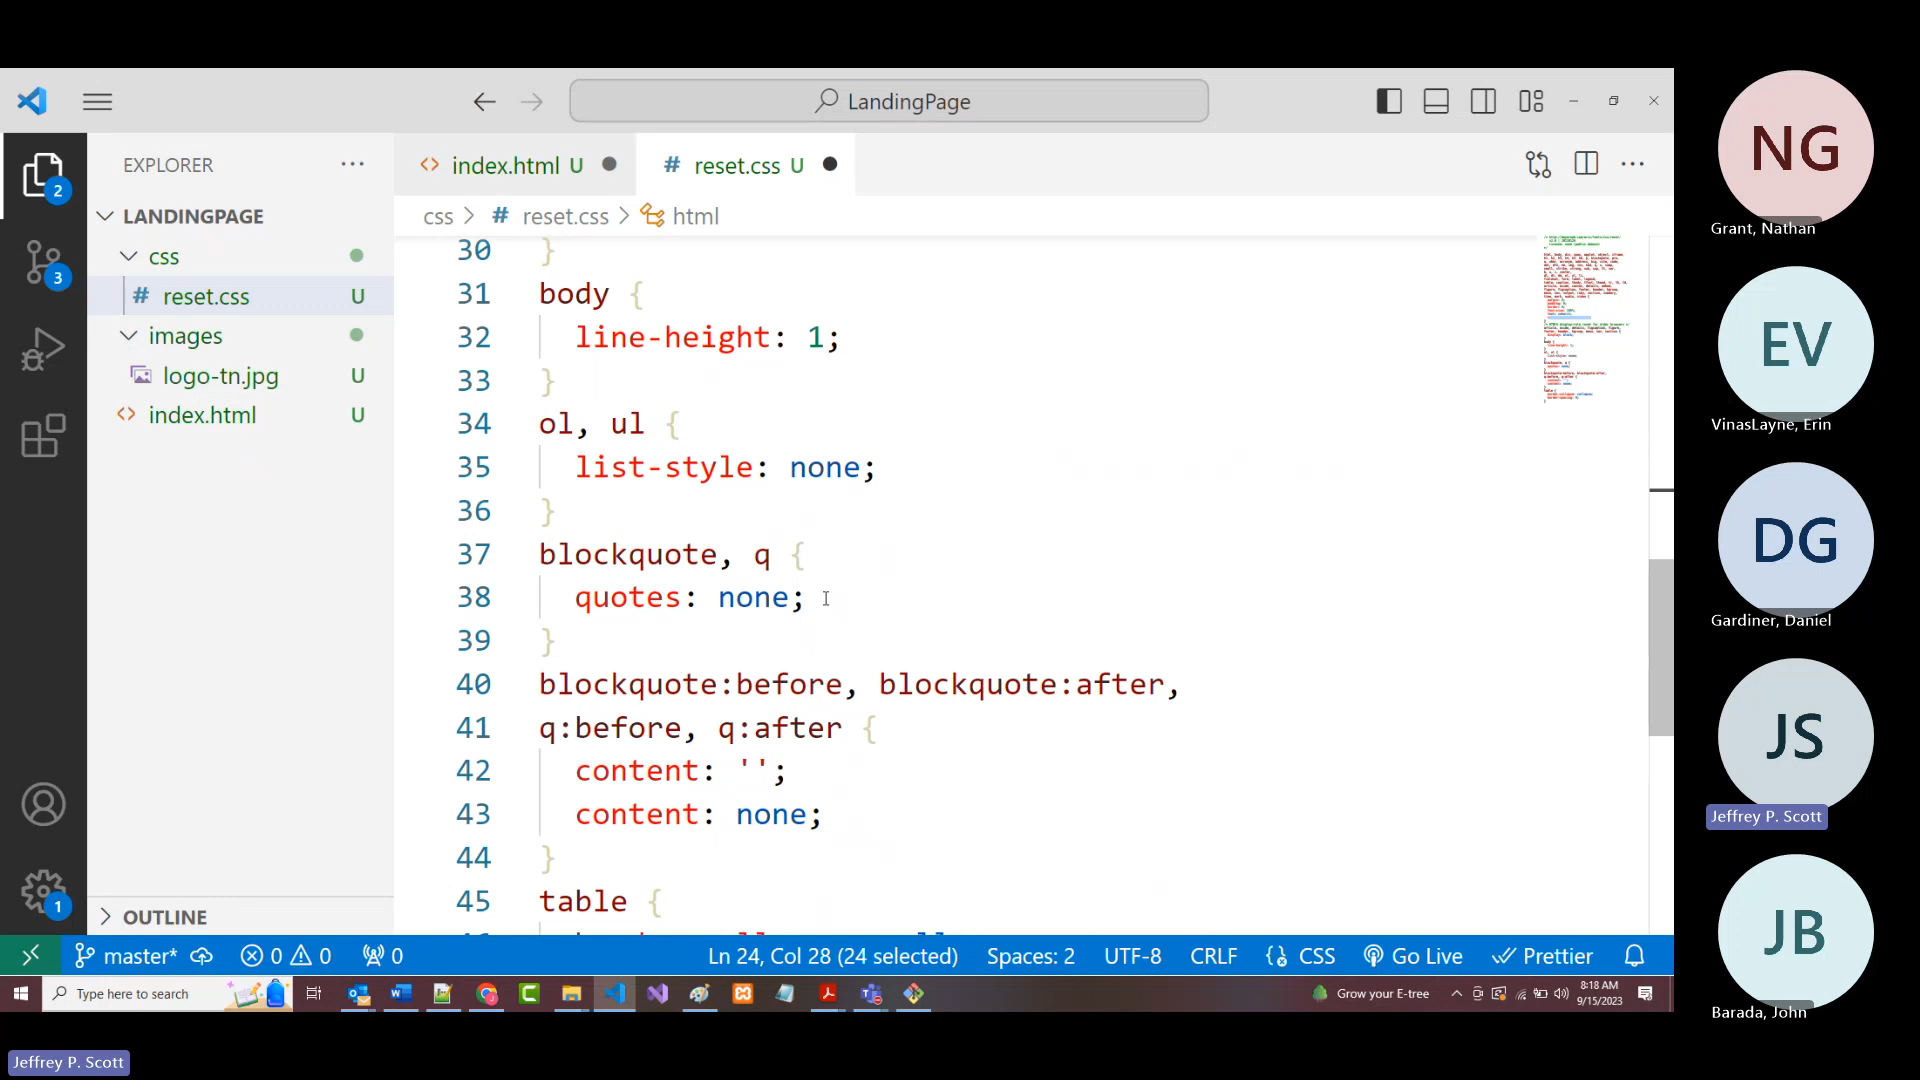 LandingPage
EXPLORER
LANDINGPAGE
css
# reset.css U
images
logo-tn.jpg U
<> index.html U
OUTLINE
2
3
1
<> index.html U
# reset.css U
css > # reset.css > html
30 }
31 body {
32 line-height: 1;
33 }
34 ol, ul {
35 list-style: none;
36 }
37 blockquote, q {
38 quotes: none;
39 }
40 blockquote:before, blockquote:after,
41 q:before, q:after {
42 content: '';
43 content: none;
44 }
45 table {
master* 0 0 0 Ln 24, Col 28 (24 selected) Spaces: 2 UTF-8 CRLF CSS Go Live Prettier
Type here to search
Grow your E-tree
8:18 AM
9/15/2023
NG
Grant, Nathan
EV
VinasLayne, Erin
DG
Gardiner, Daniel
JS
Jeffrey P. Scott
JB
Barada, John
Jeffrey P. Scott